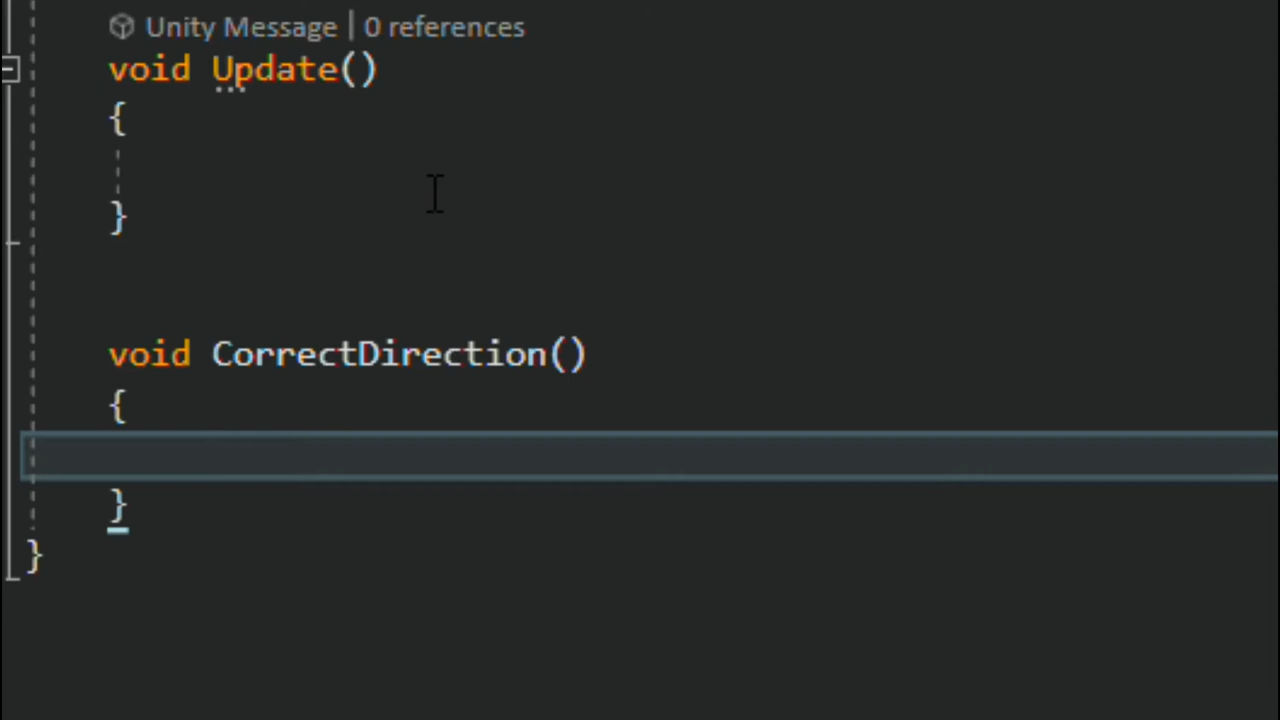 Unity Message | 0 references
void Update()
{
}
void CorrectDirection()
{
}
}